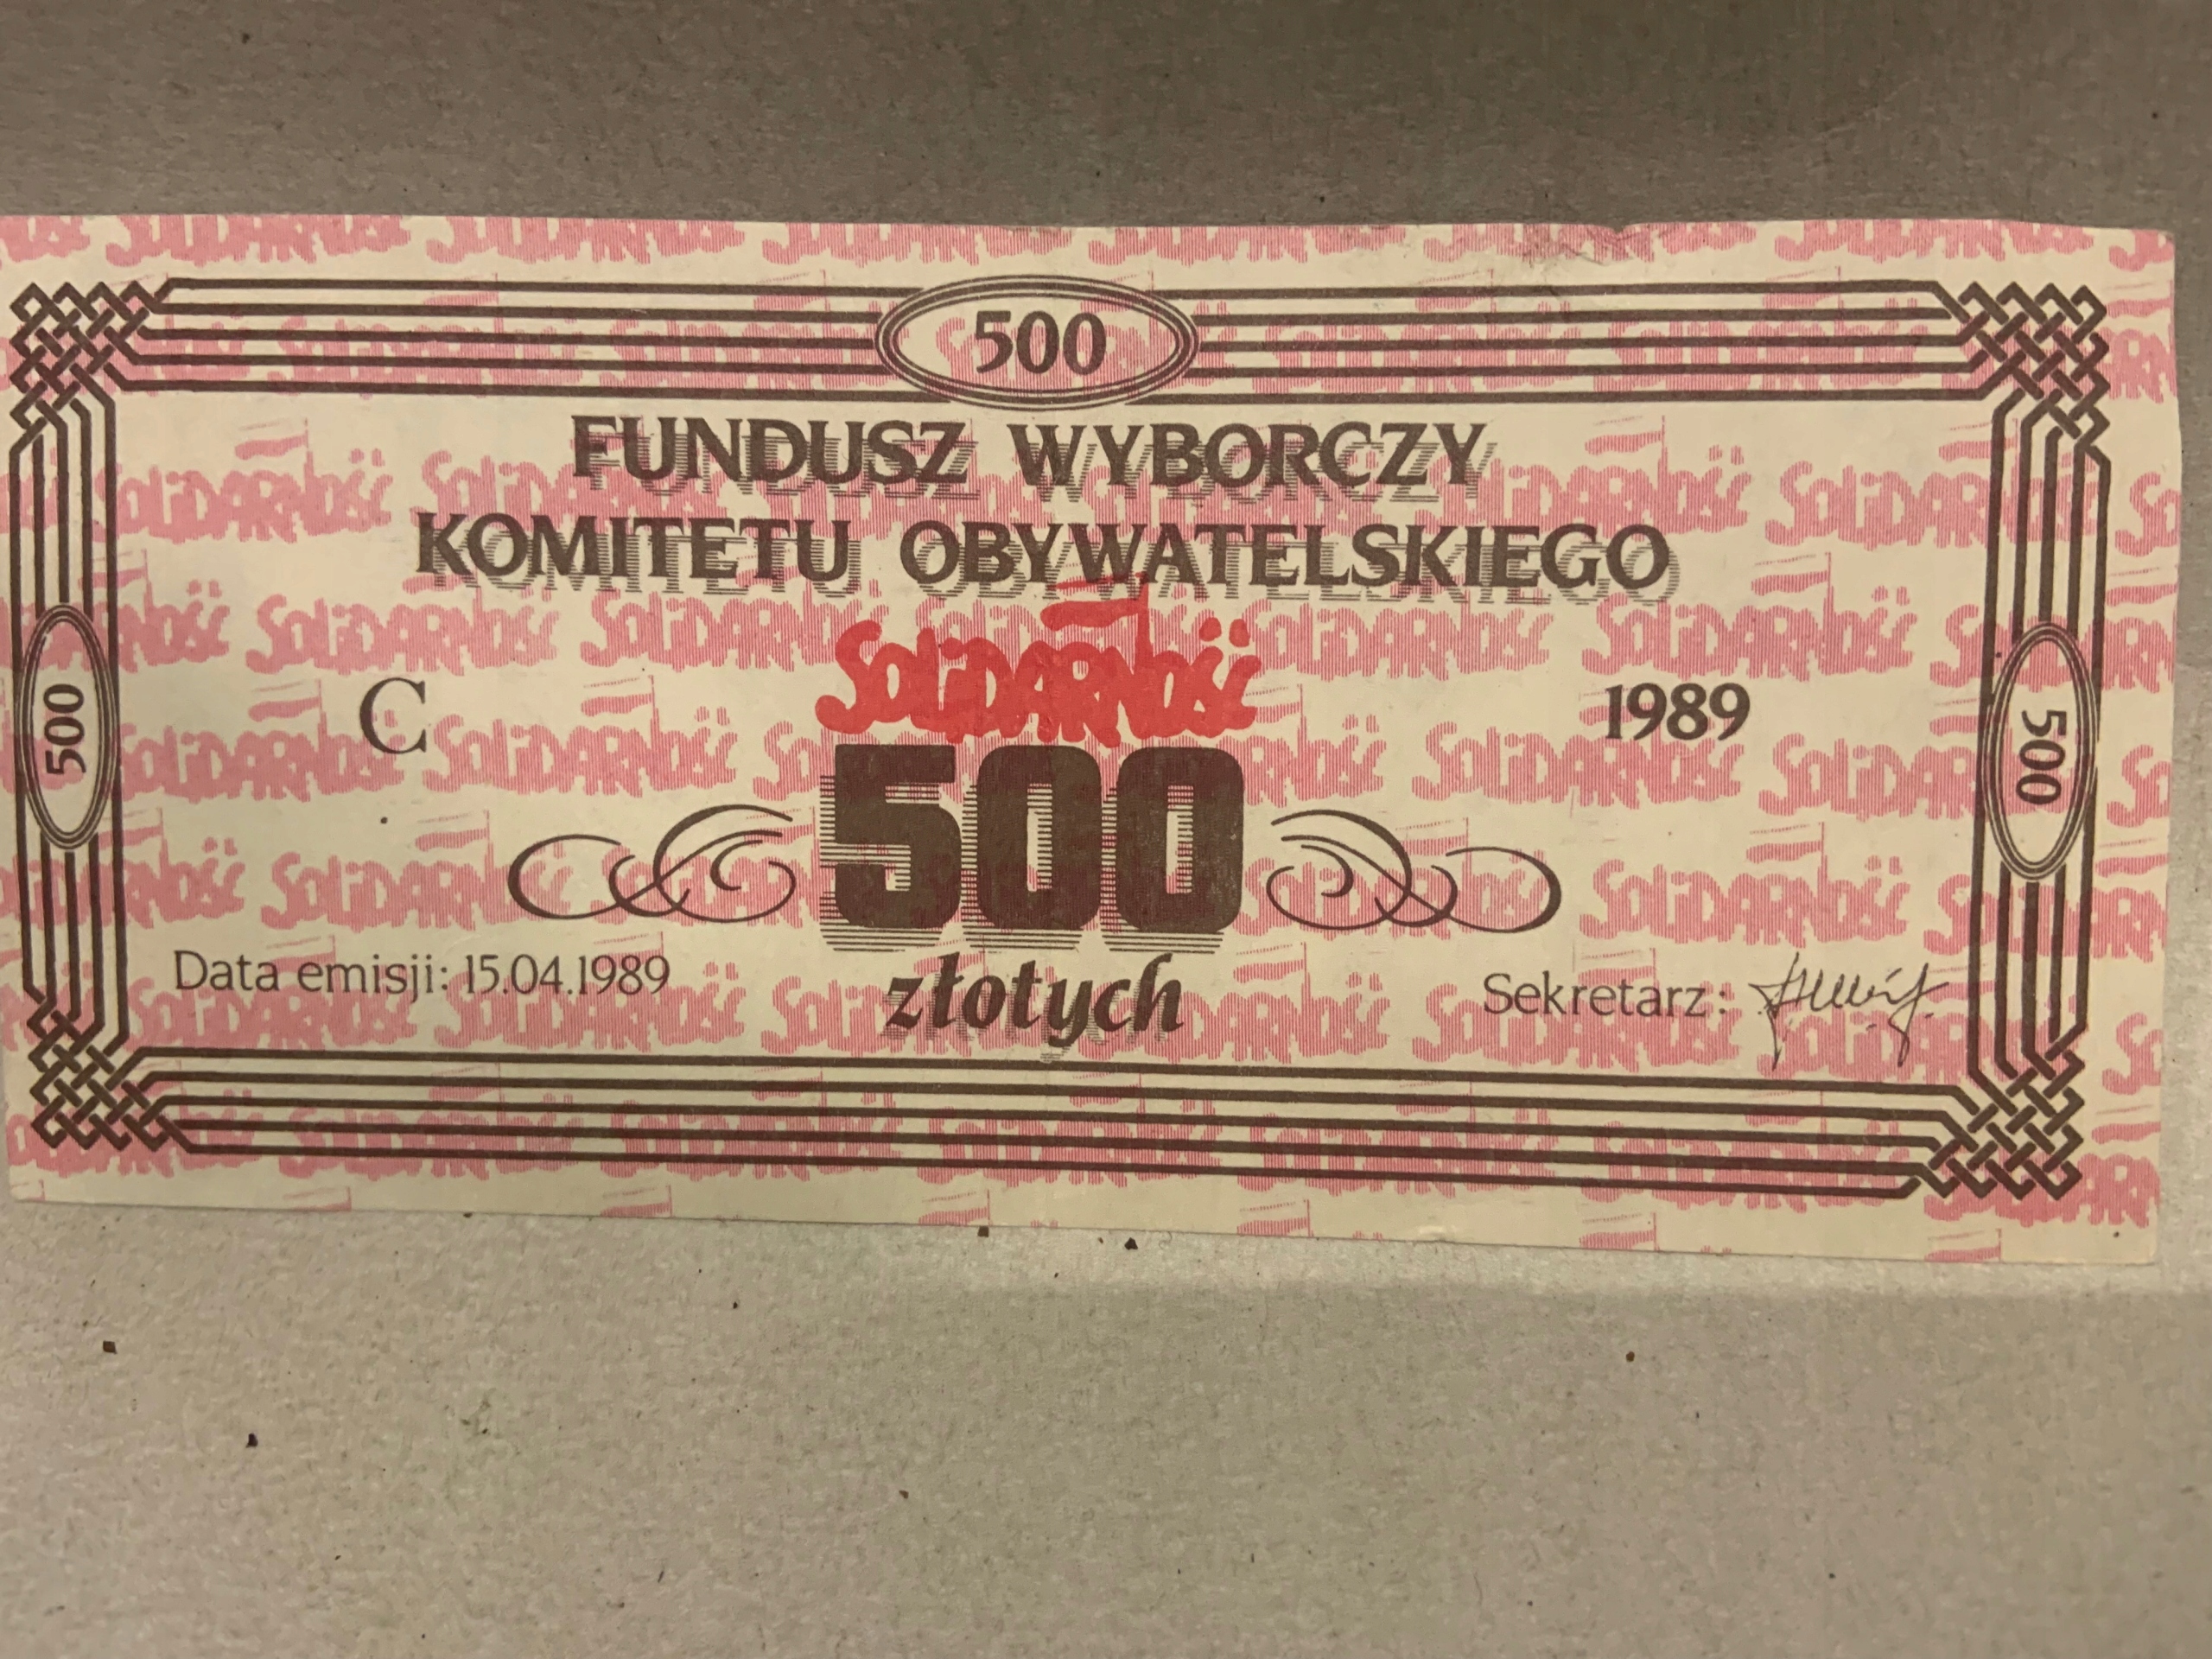 500
FUNDUSZ WYBORCZY
KOMITETU OBYWATELSKIEGO
SOLIDARNOŚĆ
C
1989
500
500
500
złotych
Data emisji: 15.04.1989
Sekretarz: